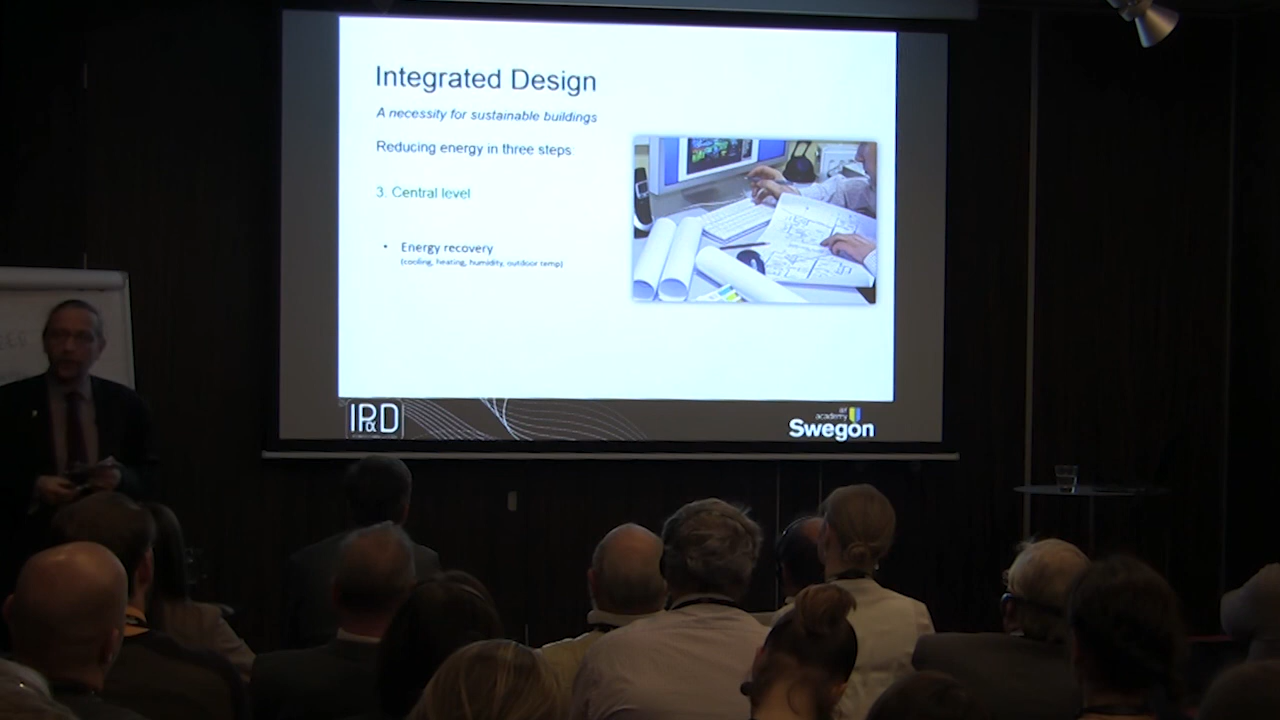 Integrated Design
A necessity for sustainable buildings
Reducing energy in three steps
3. Central level
• Energy recovery
(cooling, heating, humidity, outdoor temp)
IP&D
air academy
Swegon